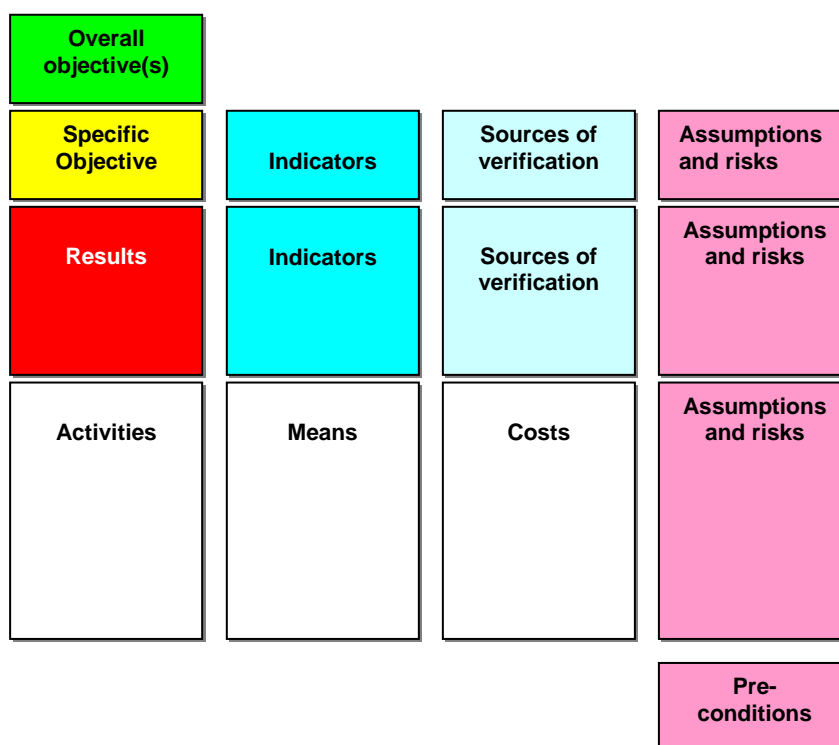 Overall
objective(s)
Specific
Objective
Indicators
Sources of
verification
Assumptions
and risks
Results
Indicators
Sources of
verification
Assumptions
and risks
Activities
Means
Costs
Assumptions
and risks
Pre-
conditions